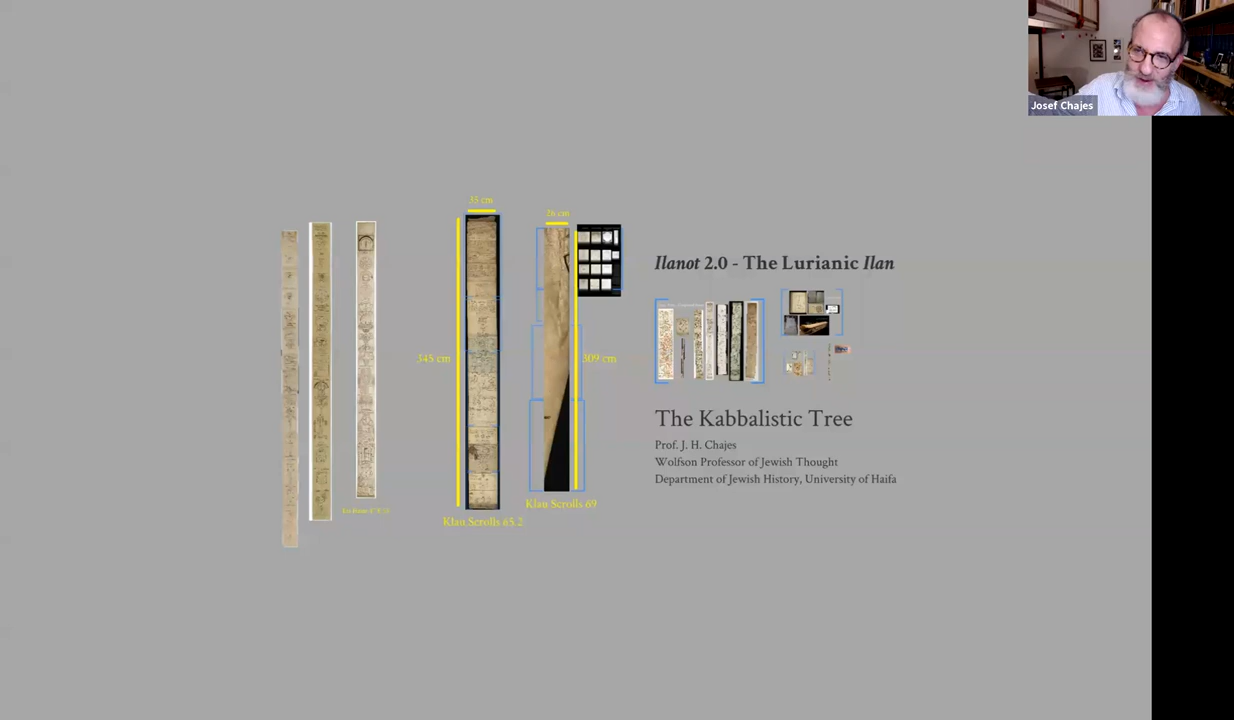 Josef Chajes
35 cm
26 cm
345 cm
309 cm
Klau Scrolls 69
Klau Scrolls 65.2
Ilanot 2.0 - The Lurianic Ilan
The Kabbalistic Tree
Prof. J. H. Chajes
Wolfson Professor of Jewish Thought
Department of Jewish History, University of Haifa